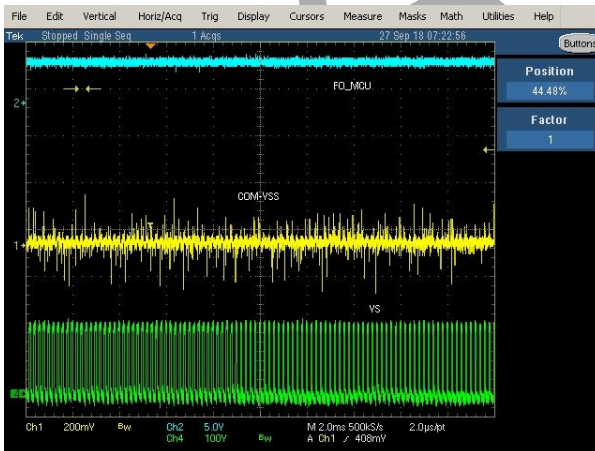 File Edit Vertical Horiz/Acq Trig Display Cursors Measure Masks Math Utilities Help
Tek Stopped Single Seq 1 Acqs 27 Sep 18 07:22:56
Buttons
Position
44.48%
Factor
1
FO_MCU
2
COM-VSS
T
1
VS
Ch1 200mV Bw Ch2 5.0V M 2.0ms 500kS/s 2.0µs/pt
Ch4 100V Bw A Ch1 / 408mV